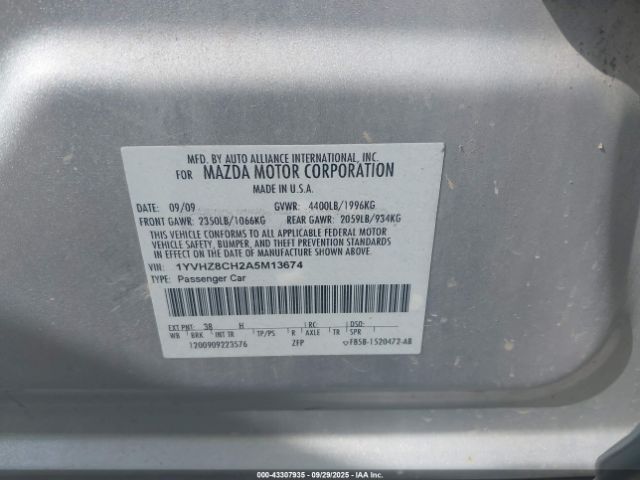 MFD. BY AUTO ALLIANCE INTERNATIONAL, INC.
FOR MAZDA MOTOR CORPORATION
MADE IN U.S.A.
DATE: 09/09 GVWR: 4400LB/1996KG
FRONT GAWR: 2350LB/1066KG REAR GAWR: 2059LB/934KG
THIS VEHICLE CONFORMS TO ALL APPLICABLE FEDERAL MOTOR
VEHICLE SAFETY, BUMPER, AND THEFT PREVENTION STANDARDS
IN EFFECT ON THE DATE OF MANUFACTURE SHOWN ABOVE.
VIN: 1YVHZ8CH2A5M13674
TYPE: Passenger Car
EXT PNT: 38 H RC: DSO:
WB BRK INT TR TP/PS R AXLE TR SPR
1200909223576 ZFP FB5B-1520472-AB
000-43307935 - 09/29/2025 - IAAI.com